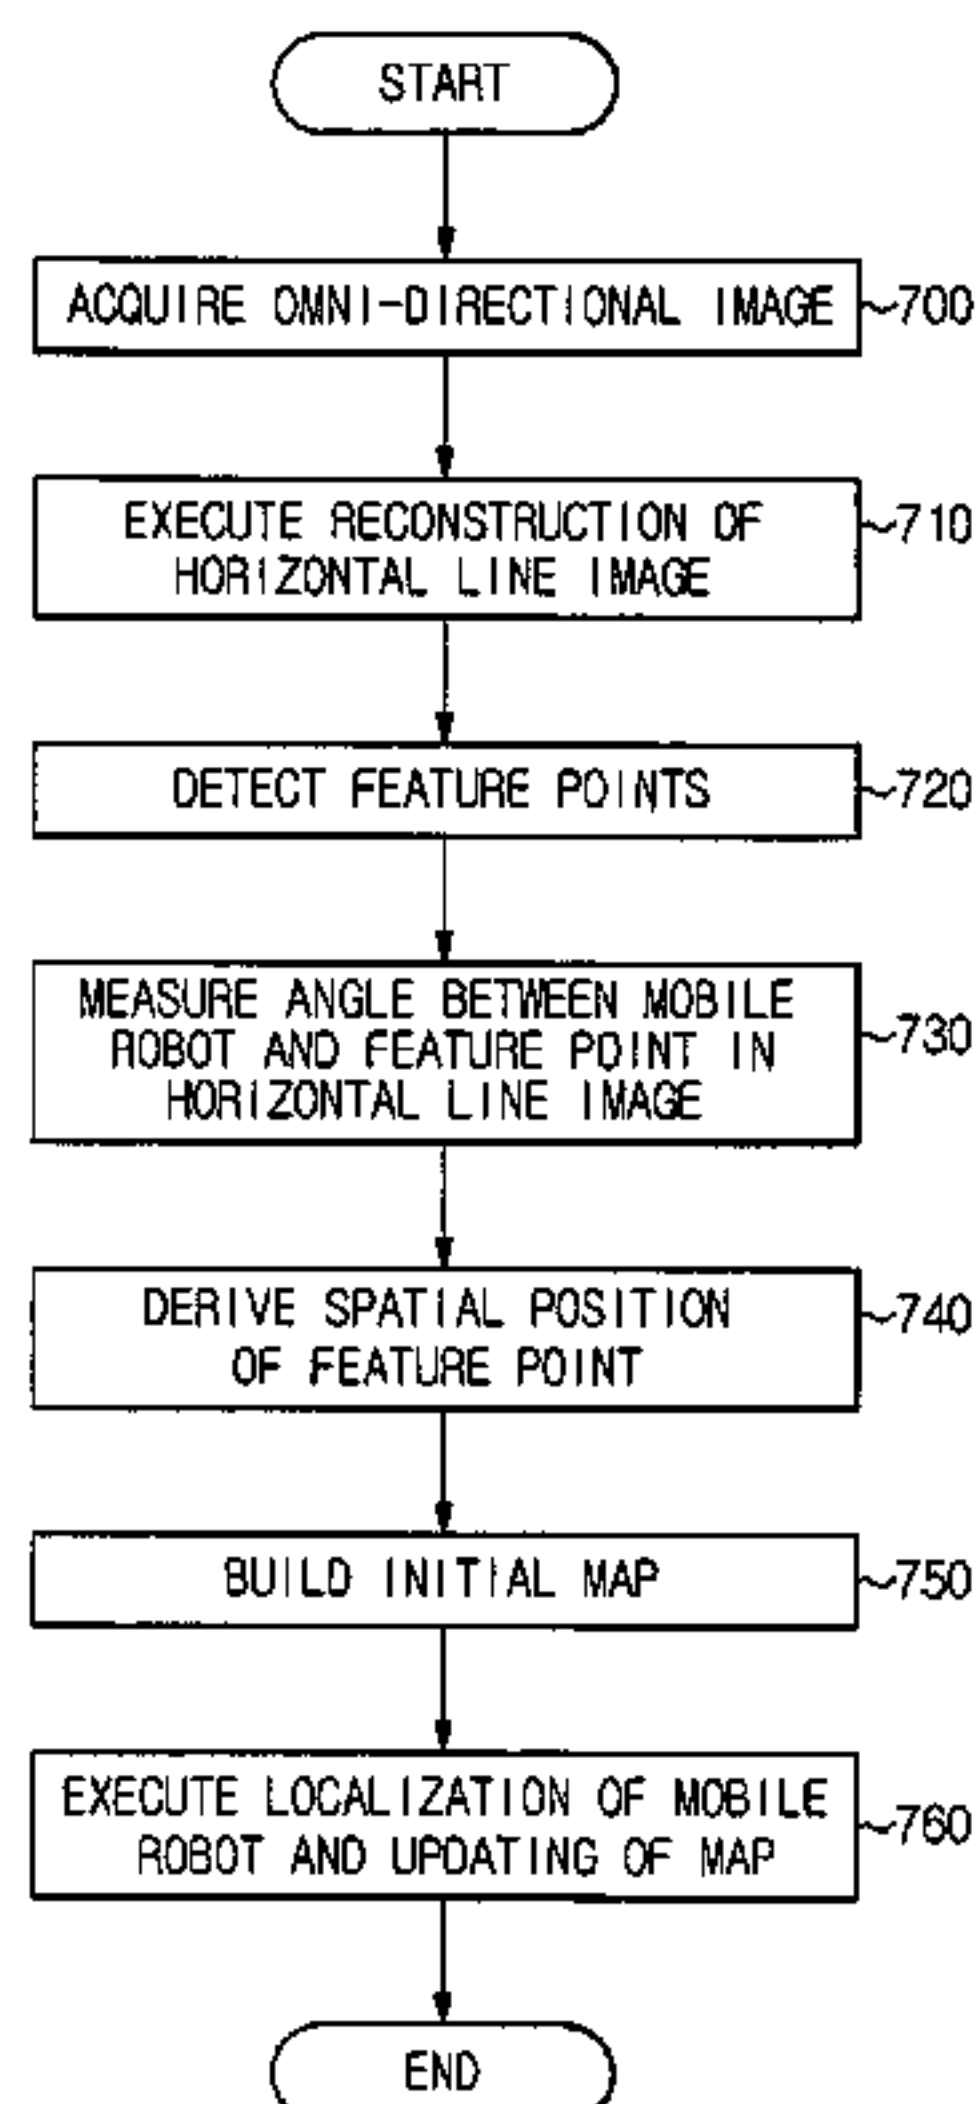 START
ACQUIRE OMNI-DIRECTIONAL IMAGE
~700
EXECUTE RECONSTRUCTION OF
HORIZONTAL LINE IMAGE
~710
DETECT FEATURE POINTS
~720
MEASURE ANGLE BETWEEN MOBILE
ROBOT AND FEATURE POINT IN
HORIZONTAL LINE IMAGE
~730
DERIVE SPATIAL POSITION
OF FEATURE POINT
~740
BUILD INITIAL MAP
~750
EXECUTE LOCALIZATION OF MOBILE
ROBOT AND UPDATING OF MAP
~760
END